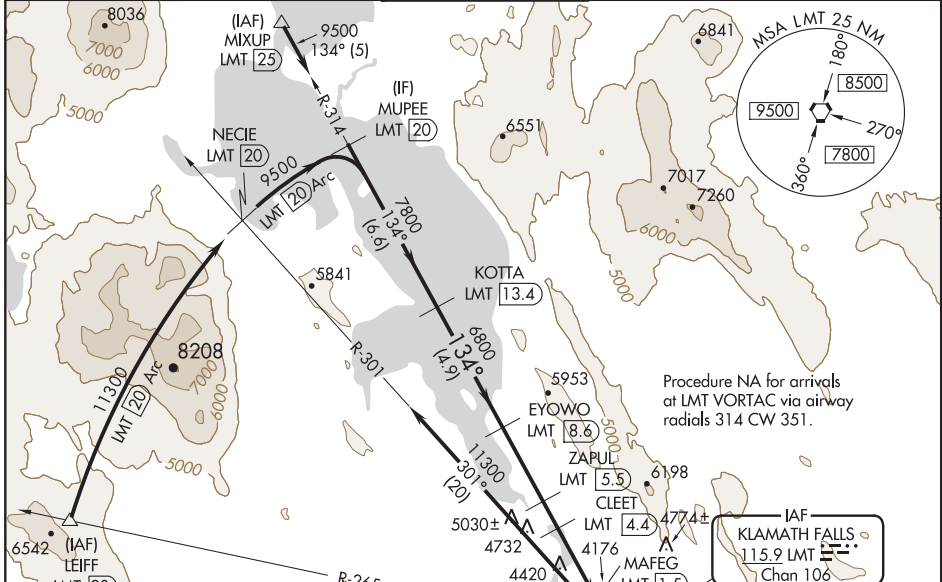 8036
7000
6000
5000
(IAF)
MIXUP
LMT 25
9500
134° (5)
R-314
(IF)
MUPEE
LMT 20
NECIE
LMT 20
9500
LMT 20 Arc
7800
134°
(6.6)
6841
6551
7017
7260
6000
5000
MSA LMT 25 NM
180°
8500
9500
270°
7800
360°
5841
KOTTA
LMT 13.4
6800
134°
(4.9)
R-301
8208
7000
6000
5000
11300
LMT 20 Arc
5953
5000
EYOWO
LMT 8.6
ZAPUL
LMT 5.5
CLEET
LMT 4.4
6198
4774±
Procedure NA for arrivals
at LMT VORTAC via airway
radials 314 CW 351.
11300
301°
(20)
5030±
4732
4420
4176
MAFEG
LMT 1.5
IAF
KLAMATH FALLS
115.9 LMT
Chan 106
6542
(IAF)
LEIFF
R-265